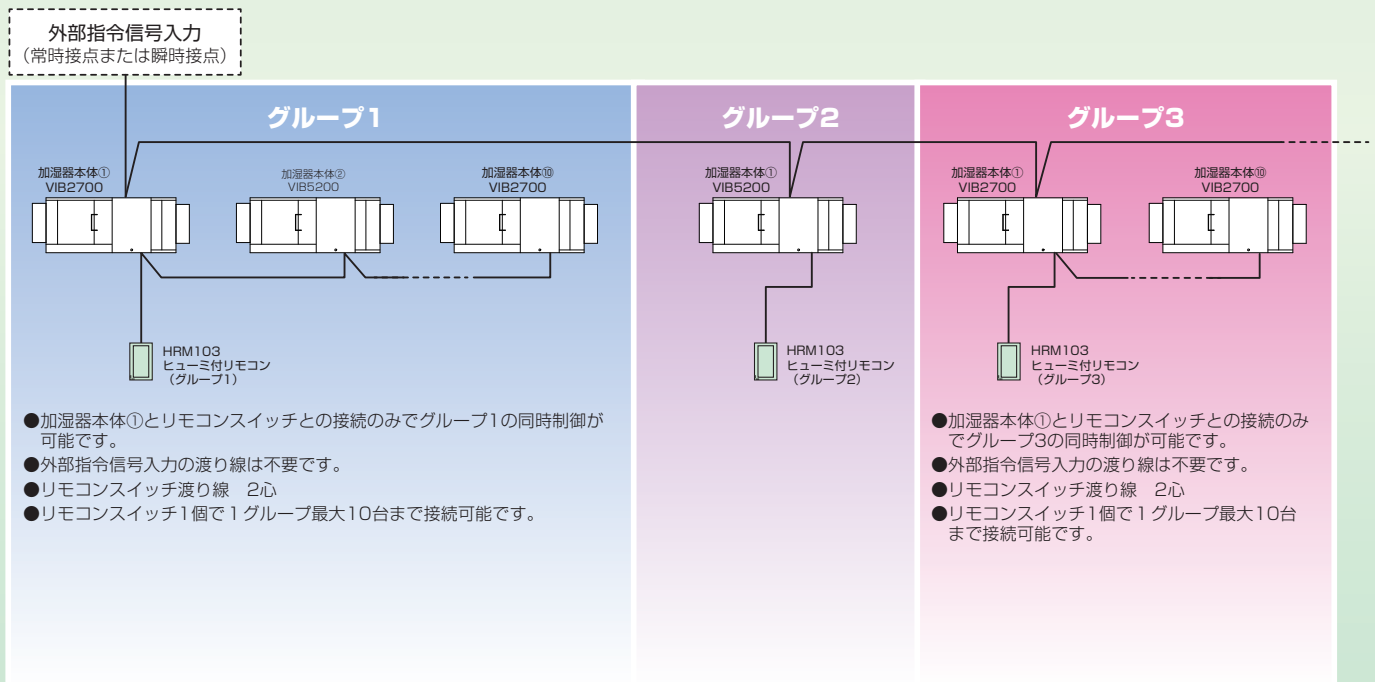 外部指令信号入力
（常時接点または瞬時接点）
グループ1
加湿器本体①
VIB2700
加湿器本体②
VIB5200
加湿器本体⑩
VIB2700
HRM103
ヒューミ付リモコン
（グループ1）
●加湿器本体①とリモコンスイッチとの接続のみでグループ1の同時制御が
可能です。
●外部指令信号入力の渡り線は不要です。
●リモコンスイッチ渡り線　2心
●リモコンスイッチ1個で1グループ最大10台まで接続可能です。
グループ2
加湿器本体①
VIB5200
HRM103
ヒューミ付リモコン
（グループ2）
グループ3
加湿器本体①
VIB2700
加湿器本体⑩
VIB2700
HRM103
ヒューミ付リモコン
（グループ3）
●加湿器本体①とリモコンスイッチとの接続のみ
でグループ3の同時制御が可能です。
●外部指令信号入力の渡り線は不要です。
●リモコンスイッチ渡り線　2心
●リモコンスイッチ1個で1グループ最大10台
まで接続可能です。